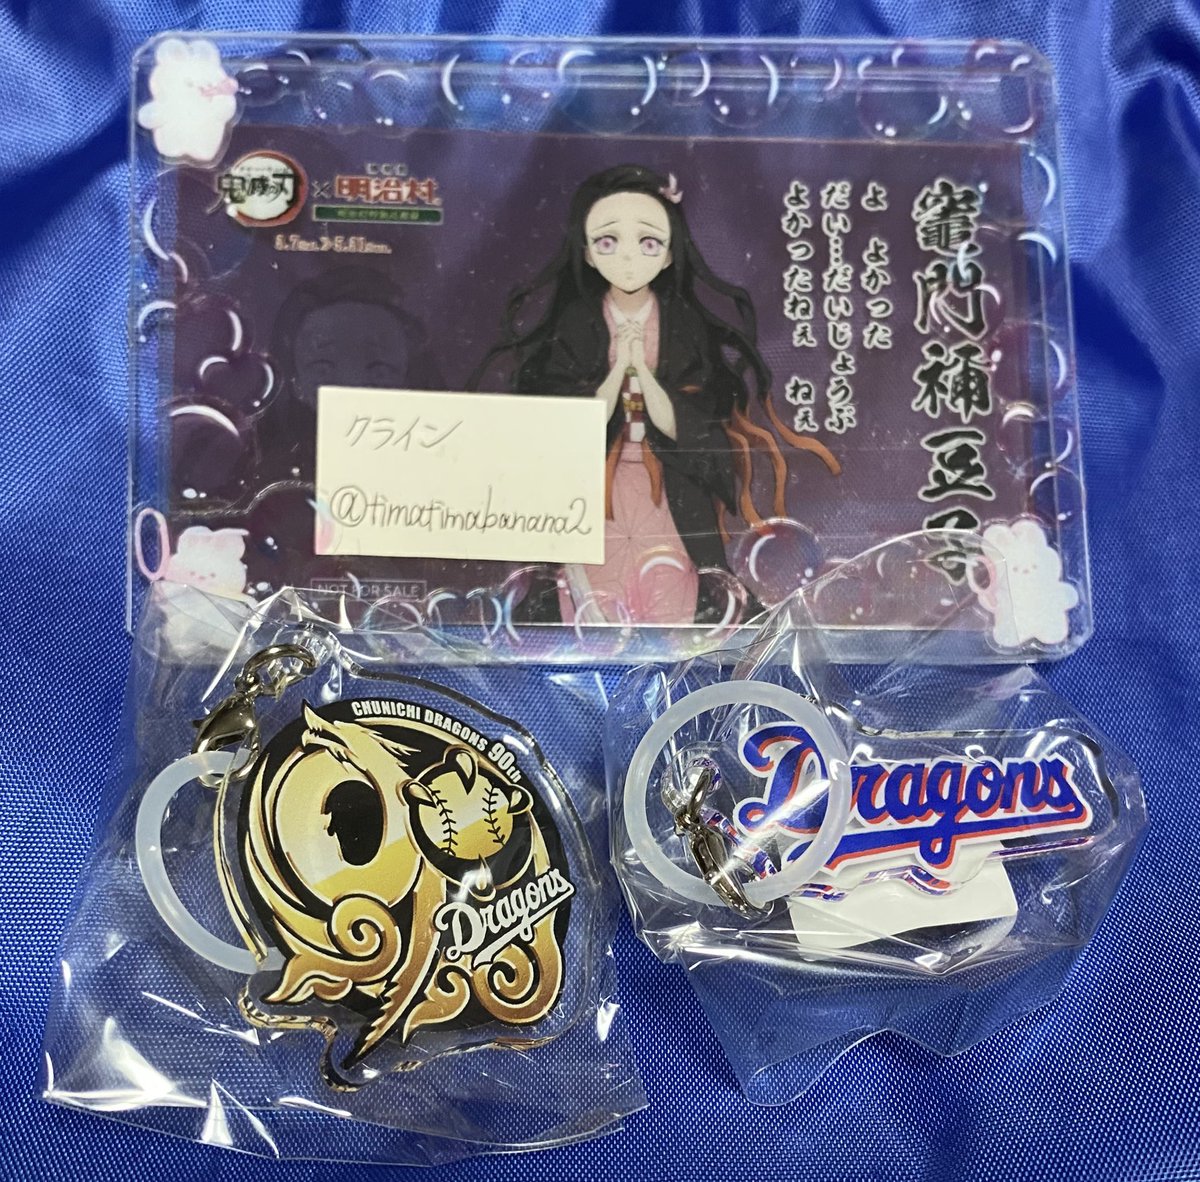 鬼滅の刃 × 明治村
竈門禰豆子
よ よかった
だい…だいじょうぶ
よかったねぇ ねぇ
クライン
@timatimabanana2
NOT FOR SALE
CHUNICHI DRAGONS 90th
Dragons
Dragons